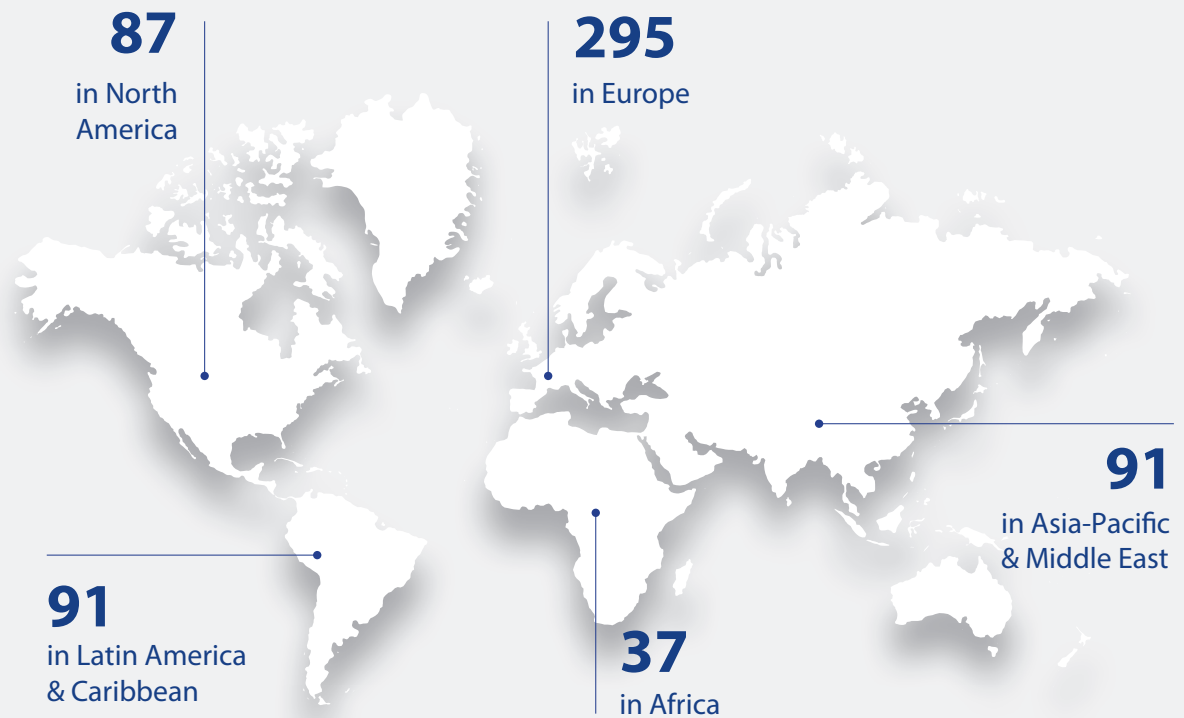 87
in North
America
295
in Europe
91
in Asia-Pacific
& Middle East
91
in Latin America
& Caribbean
37
in Africa